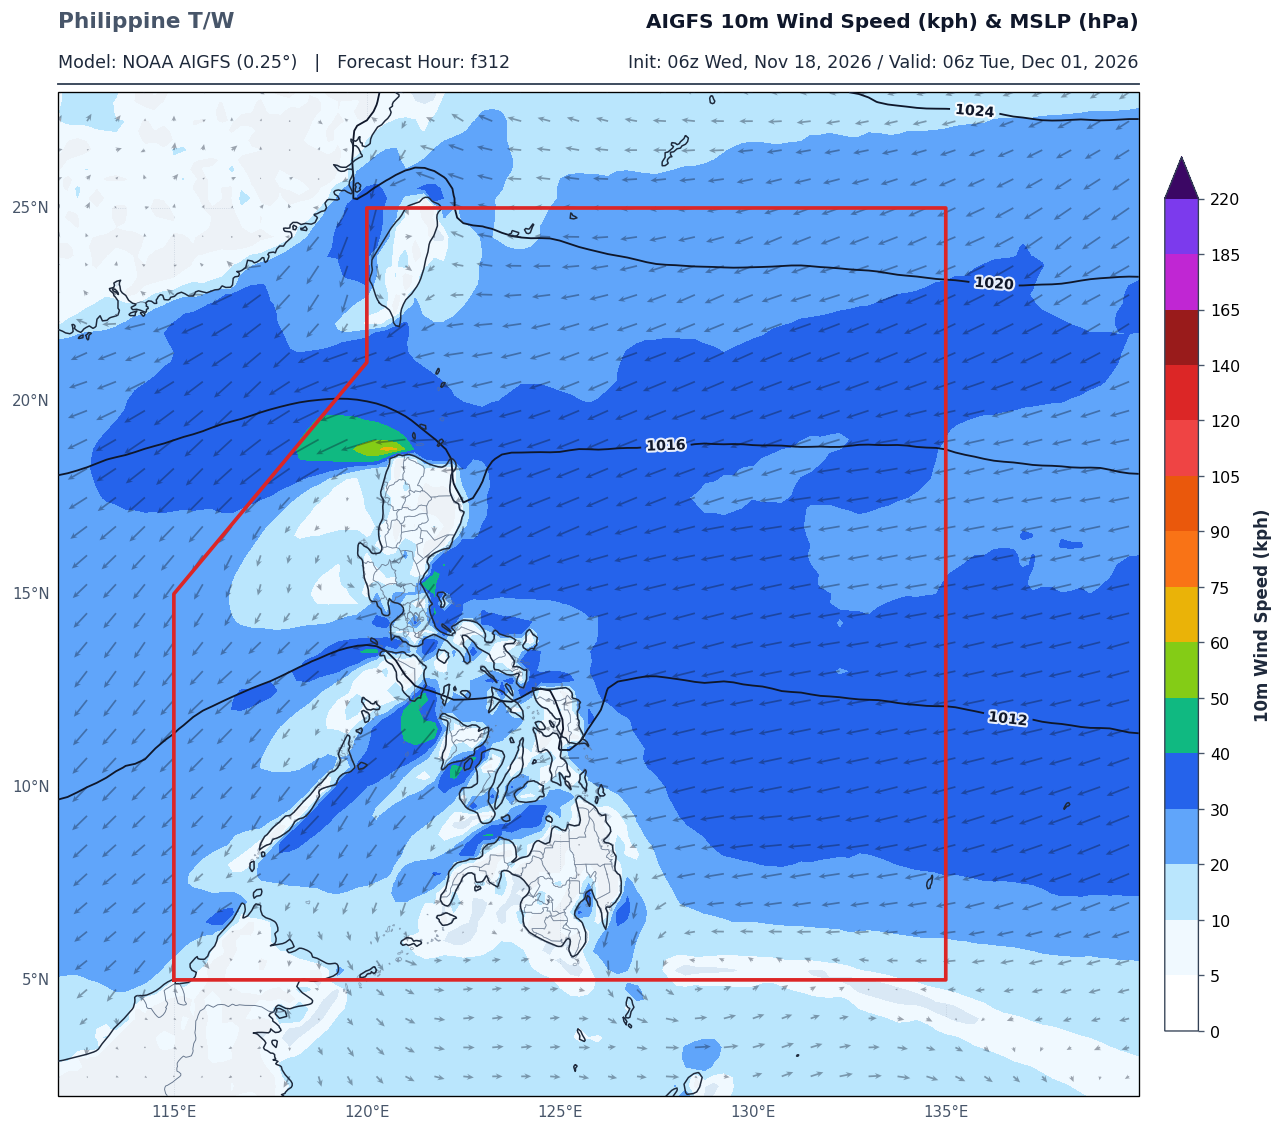 Philippine T/W
AIGFS 10m Wind Speed (kph) & MSLP (hPa)
Model: NOAA AIGFS (0.25°)   |   Forecast Hour: f312
Init: 06z Wed, Nov 18, 2026 / Valid: 06z Tue, Dec 01, 2026
1024
1020
1016
1012
25°N
20°N
15°N
10°N
5°N
115°E
120°E
125°E
130°E
135°E
220
185
165
140
120
105
90
75
60
50
40
30
20
10
5
0
10m Wind Speed (kph)